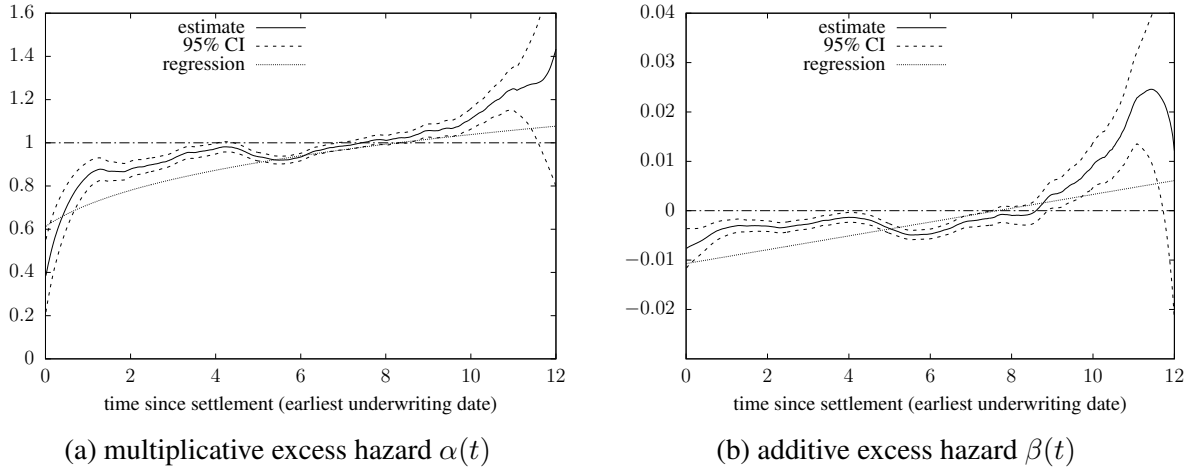 1.6
1.4
1.2
1
0.8
0.6
0.4
0.2
0
estimate
95% CI
regression
0 2 4 6 8 10 12
time since settlement (earliest underwriting date)
(a) multiplicative excess hazard α(t)
0.04
0.03
0.02
0.01
0
−0.01
−0.02
estimate
95% CI
regression
0 2 4 6 8 10 12
time since settlement (earliest underwriting date)
(b) additive excess hazard β(t)